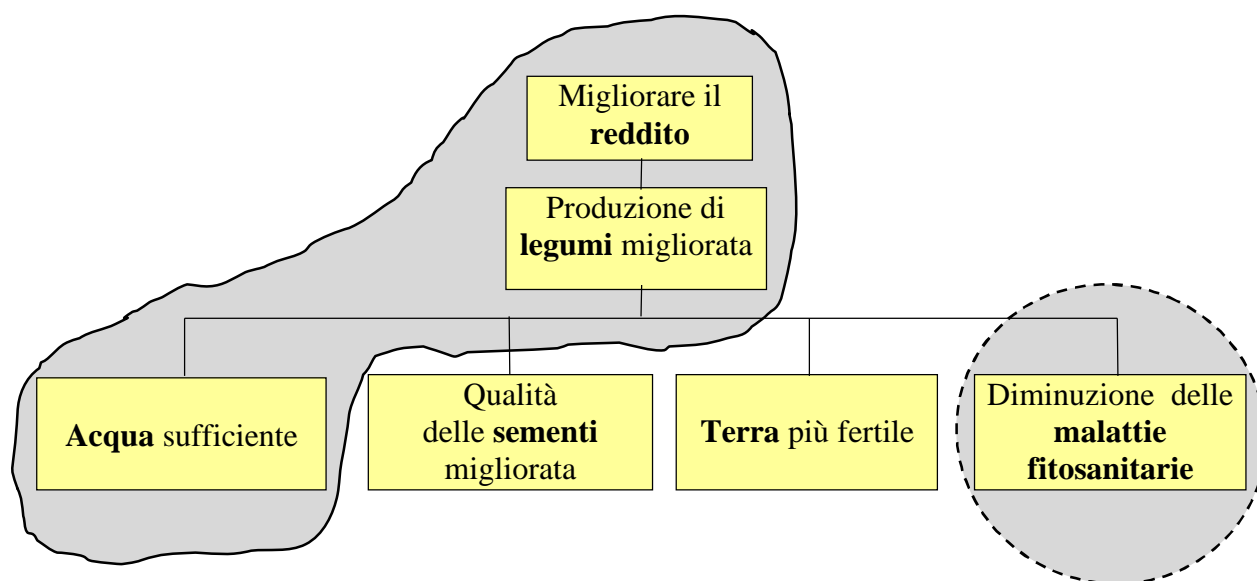 Migliorare il
reddito
Produzione di
legumi migliorata
Acqua sufficiente
Qualità
delle sementi
migliorata
Terra più fertile
Diminuzione delle
malattie
fitosanitarie